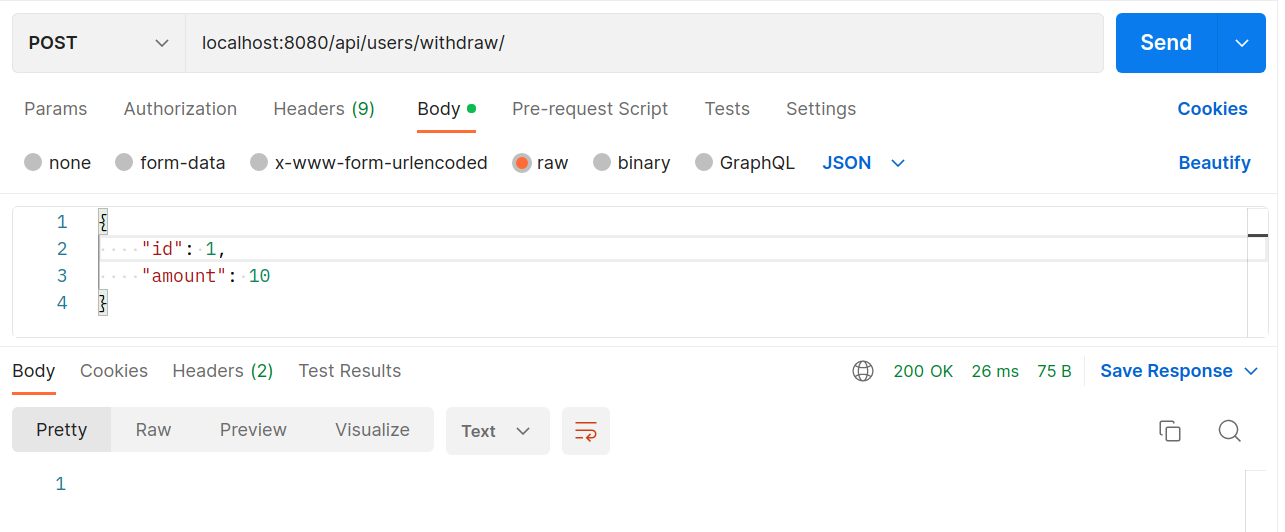 POST localhost:8080/api/users/withdraw/ Send
Params Authorization Headers (9) Body Pre-request Script Tests Settings Cookies
none form-data x-www-form-urlencoded raw binary GraphQL JSON Beautify
1 {
2 "id": 1,
3 "amount": 10
4 }
Body Cookies Headers (2) Test Results 200 OK 26 ms 75 B Save Response
Pretty Raw Preview Visualize Text
1